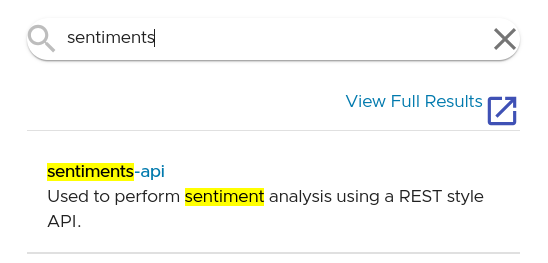 sentiments
View Full Results
sentiments-api
Used to perform sentiment analysis using a REST style
API.